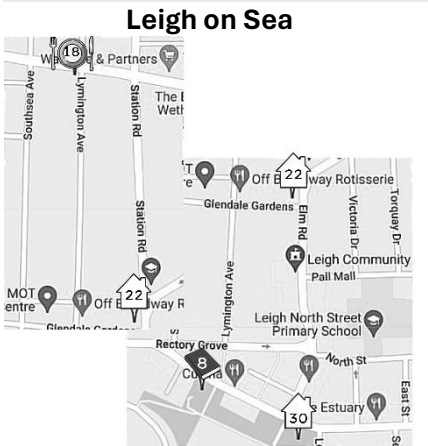 Leigh on Sea
18
& Partners
Southsea Ave
Lymington Ave
Station Rd
The
Weth
Station Rd
22
MOT
entre
Off
way R
Glendale Gardens
22
Off B
way Rotisserie
Glendale Gardens
Elm Rd
Victoria Dr
Torquay Dr
Lymington Ave
Leigh Community
Pall Mall
Leigh North Street
Primary School
Rectory Grove
8
North St
30
Estuary
East St